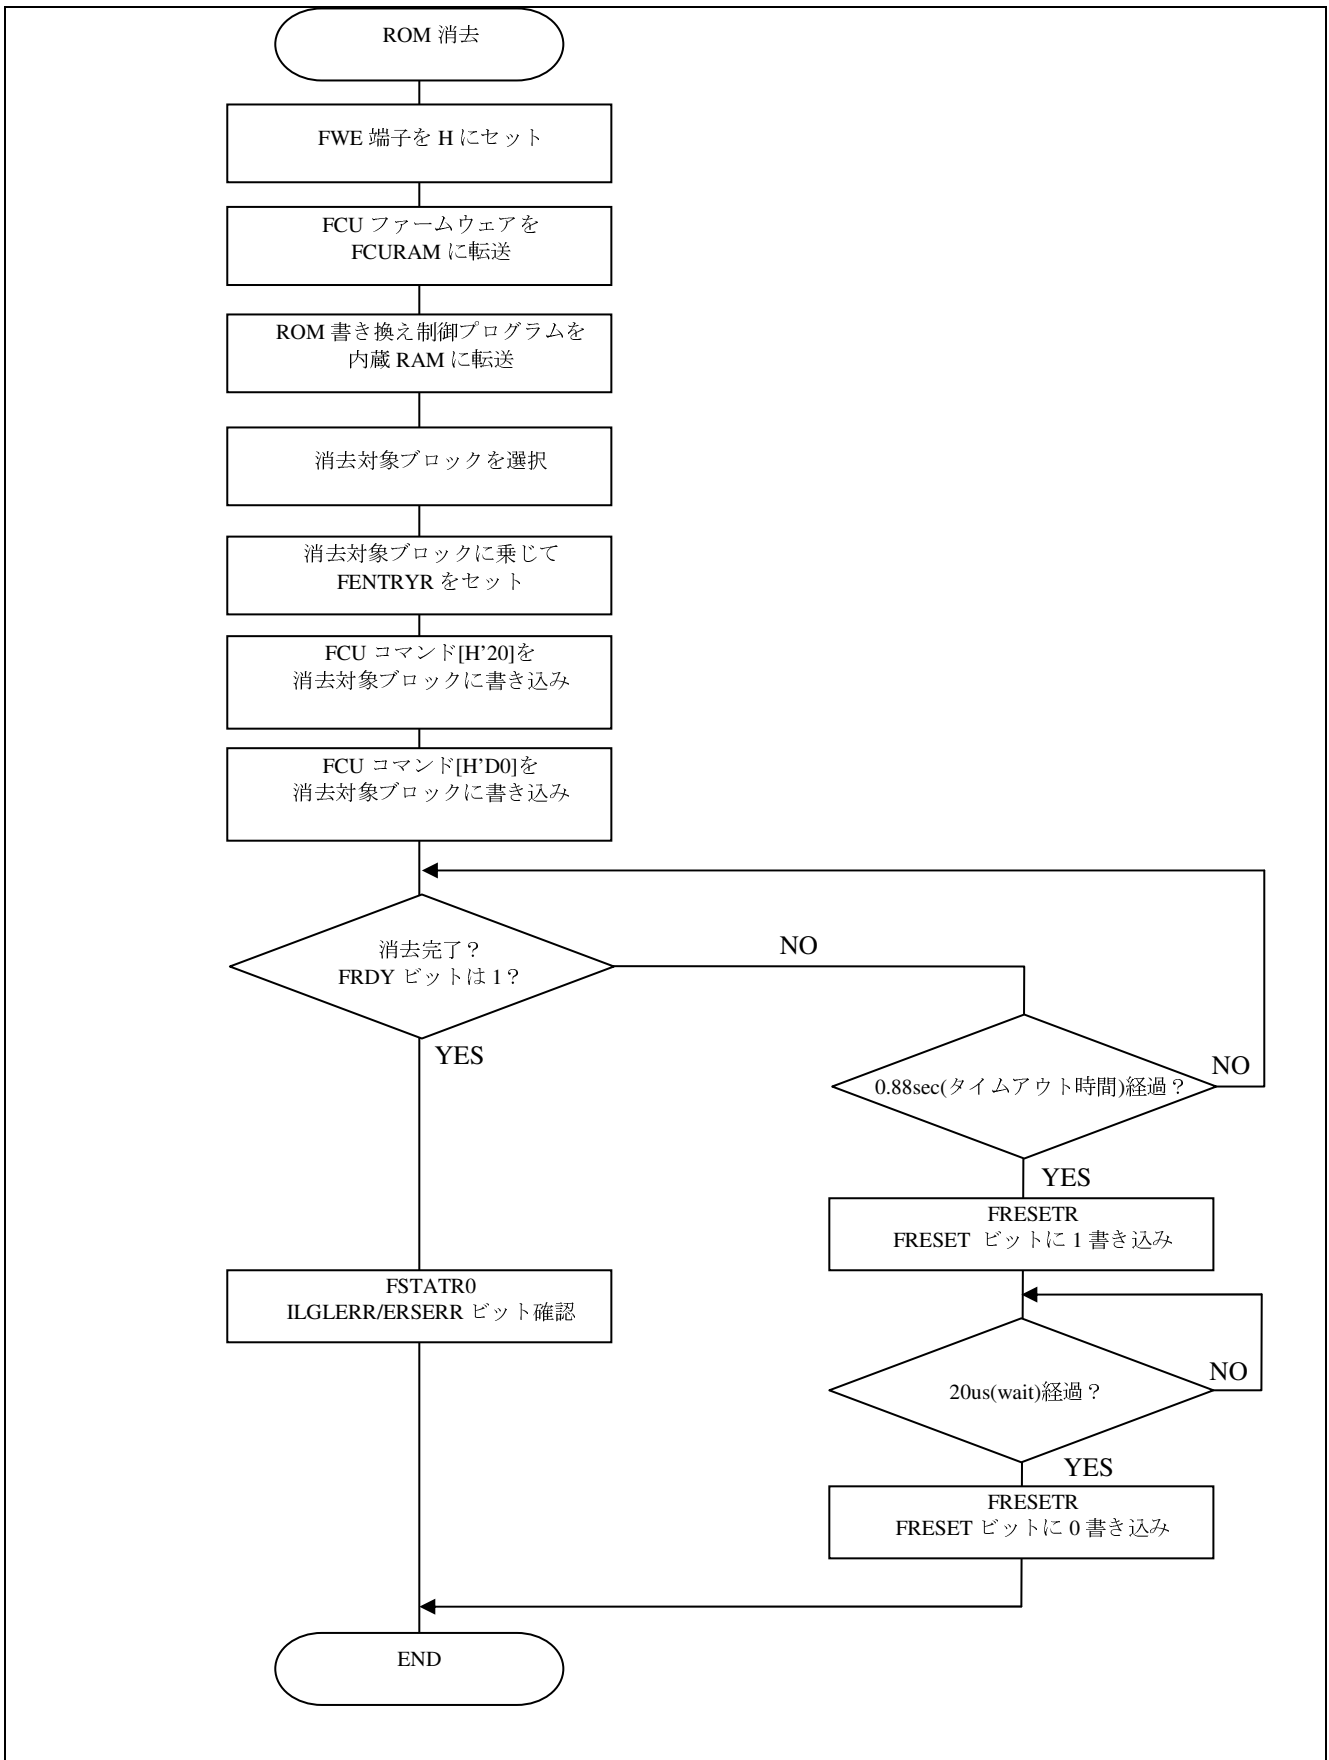 ROM 消去
FWE 端子を H にセット
FCU ファームウェアを
FCURAM に転送
ROM 書き換え制御プログラムを
内蔵 RAM に転送
消去対象ブロックを選択
消去対象ブロックに乗じて
FENTRYR をセット
FCU コマンド[H’20]を
消去対象ブロックに書き込み
FCU コマンド[H’D0]を
消去対象ブロックに書き込み
消去完了？
FRDY ビットは 1？
NO
YES
0.88sec(タイムアウト時間)経過？
NO
YES
FRESETR
FRESET ビットに 1 書き込み
FSTATR0
ILGLERR/ERSERR ビット確認
20us(wait)経過？
NO
YES
FRESETR
FRESET ビットに 0 書き込み
END